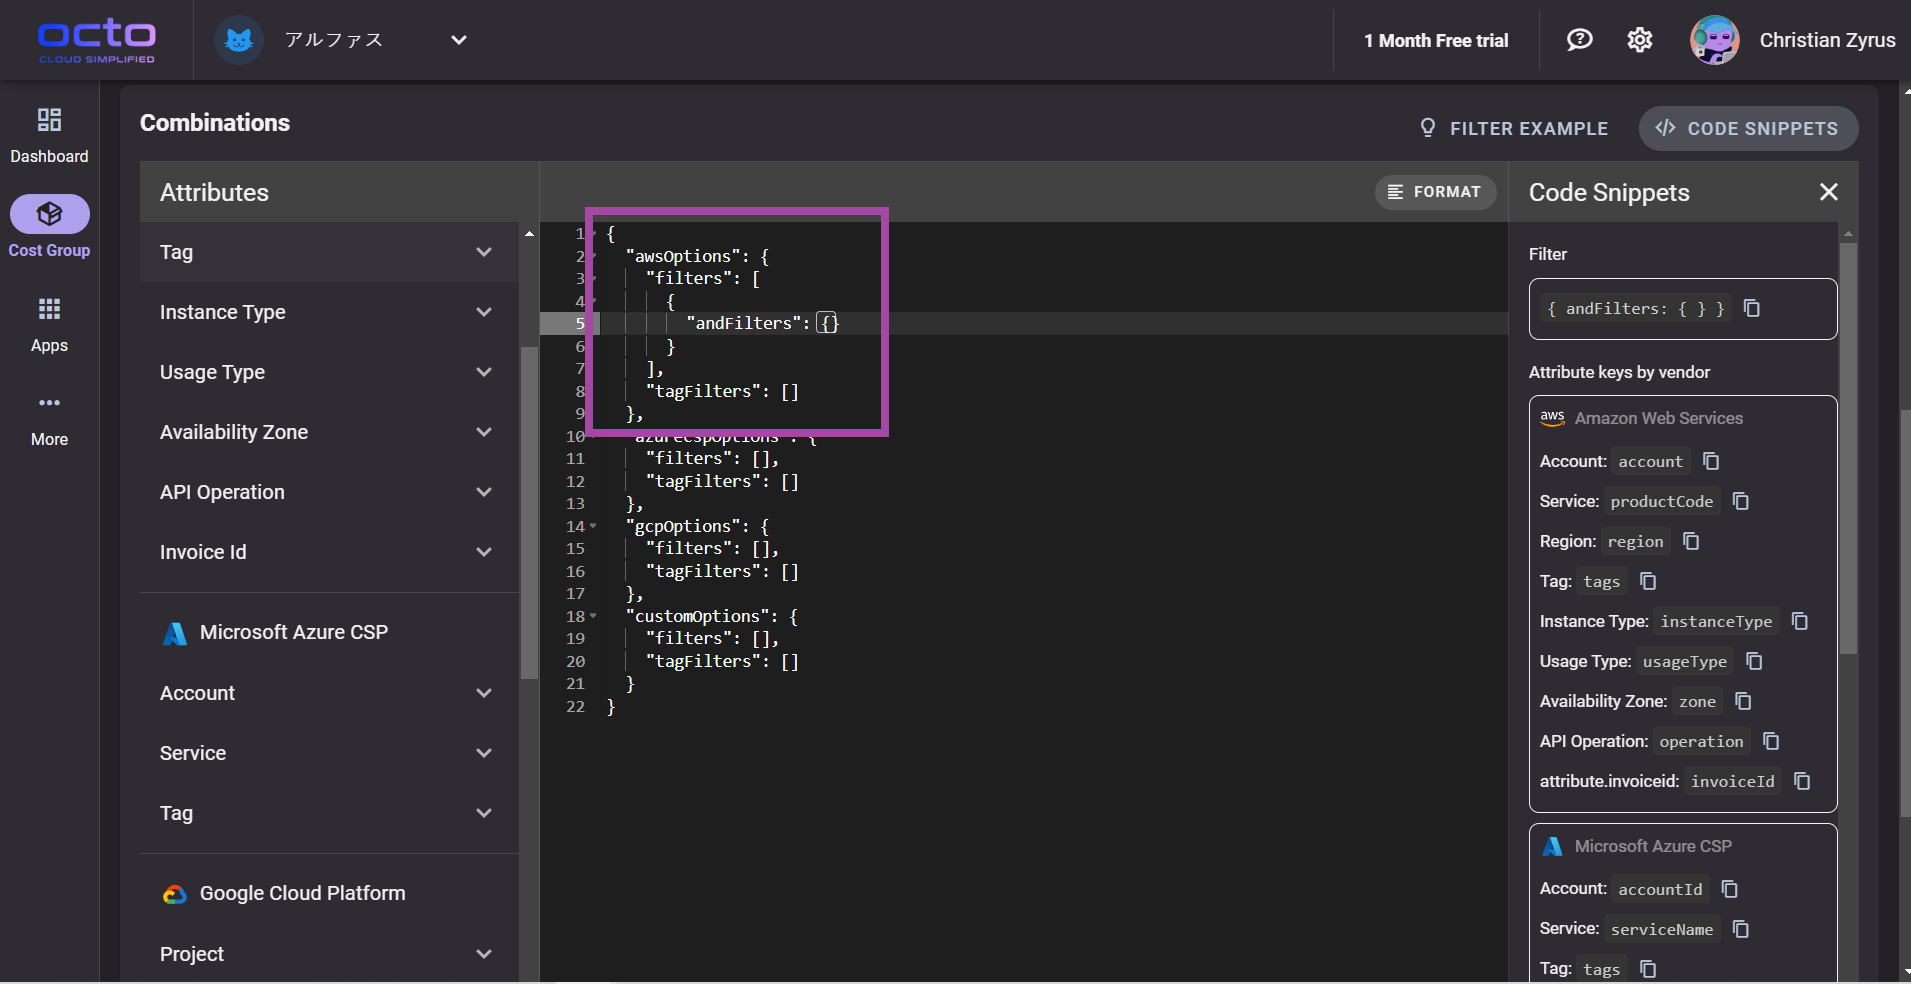 octo
CLOUD SIMPLIFIED
アルファス
1 Month Free trial
Christian Zyrus
Dashboard
Cost Group
Apps
More
Combinations
FILTER EXAMPLE
</> CODE SNIPPETS
Attributes
Tag
Instance Type
Usage Type
Availability Zone
API Operation
Invoice Id
Microsoft Azure CSP
Account
Service
Tag
Google Cloud Platform
Project
FORMAT
1 {
2 "awsOptions": {
3 "filters": [
4 {
5 "andFilters": {}
6 }
7 ],
8 "tagFilters": []
9 },
10 azurecspOptions": {
11 "filters": [],
12 "tagFilters": []
13 },
14 "gcpOptions": {
15 "filters": [],
16 "tagFilters": []
17 },
18 "customOptions": {
19 "filters": [],
20 "tagFilters": []
21 }
22 }
Code Snippets
Filter
{ andFilters: { } }
Attribute keys by vendor
aws Amazon Web Services
Account: account
Service: productCode
Region: region
Tag: tags
Instance Type: instanceType
Usage Type: usageType
Availability Zone: zone
API Operation: operation
attribute.invoiceid: invoiceId
Microsoft Azure CSP
Account: accountId
Service: serviceName
Tag: tags